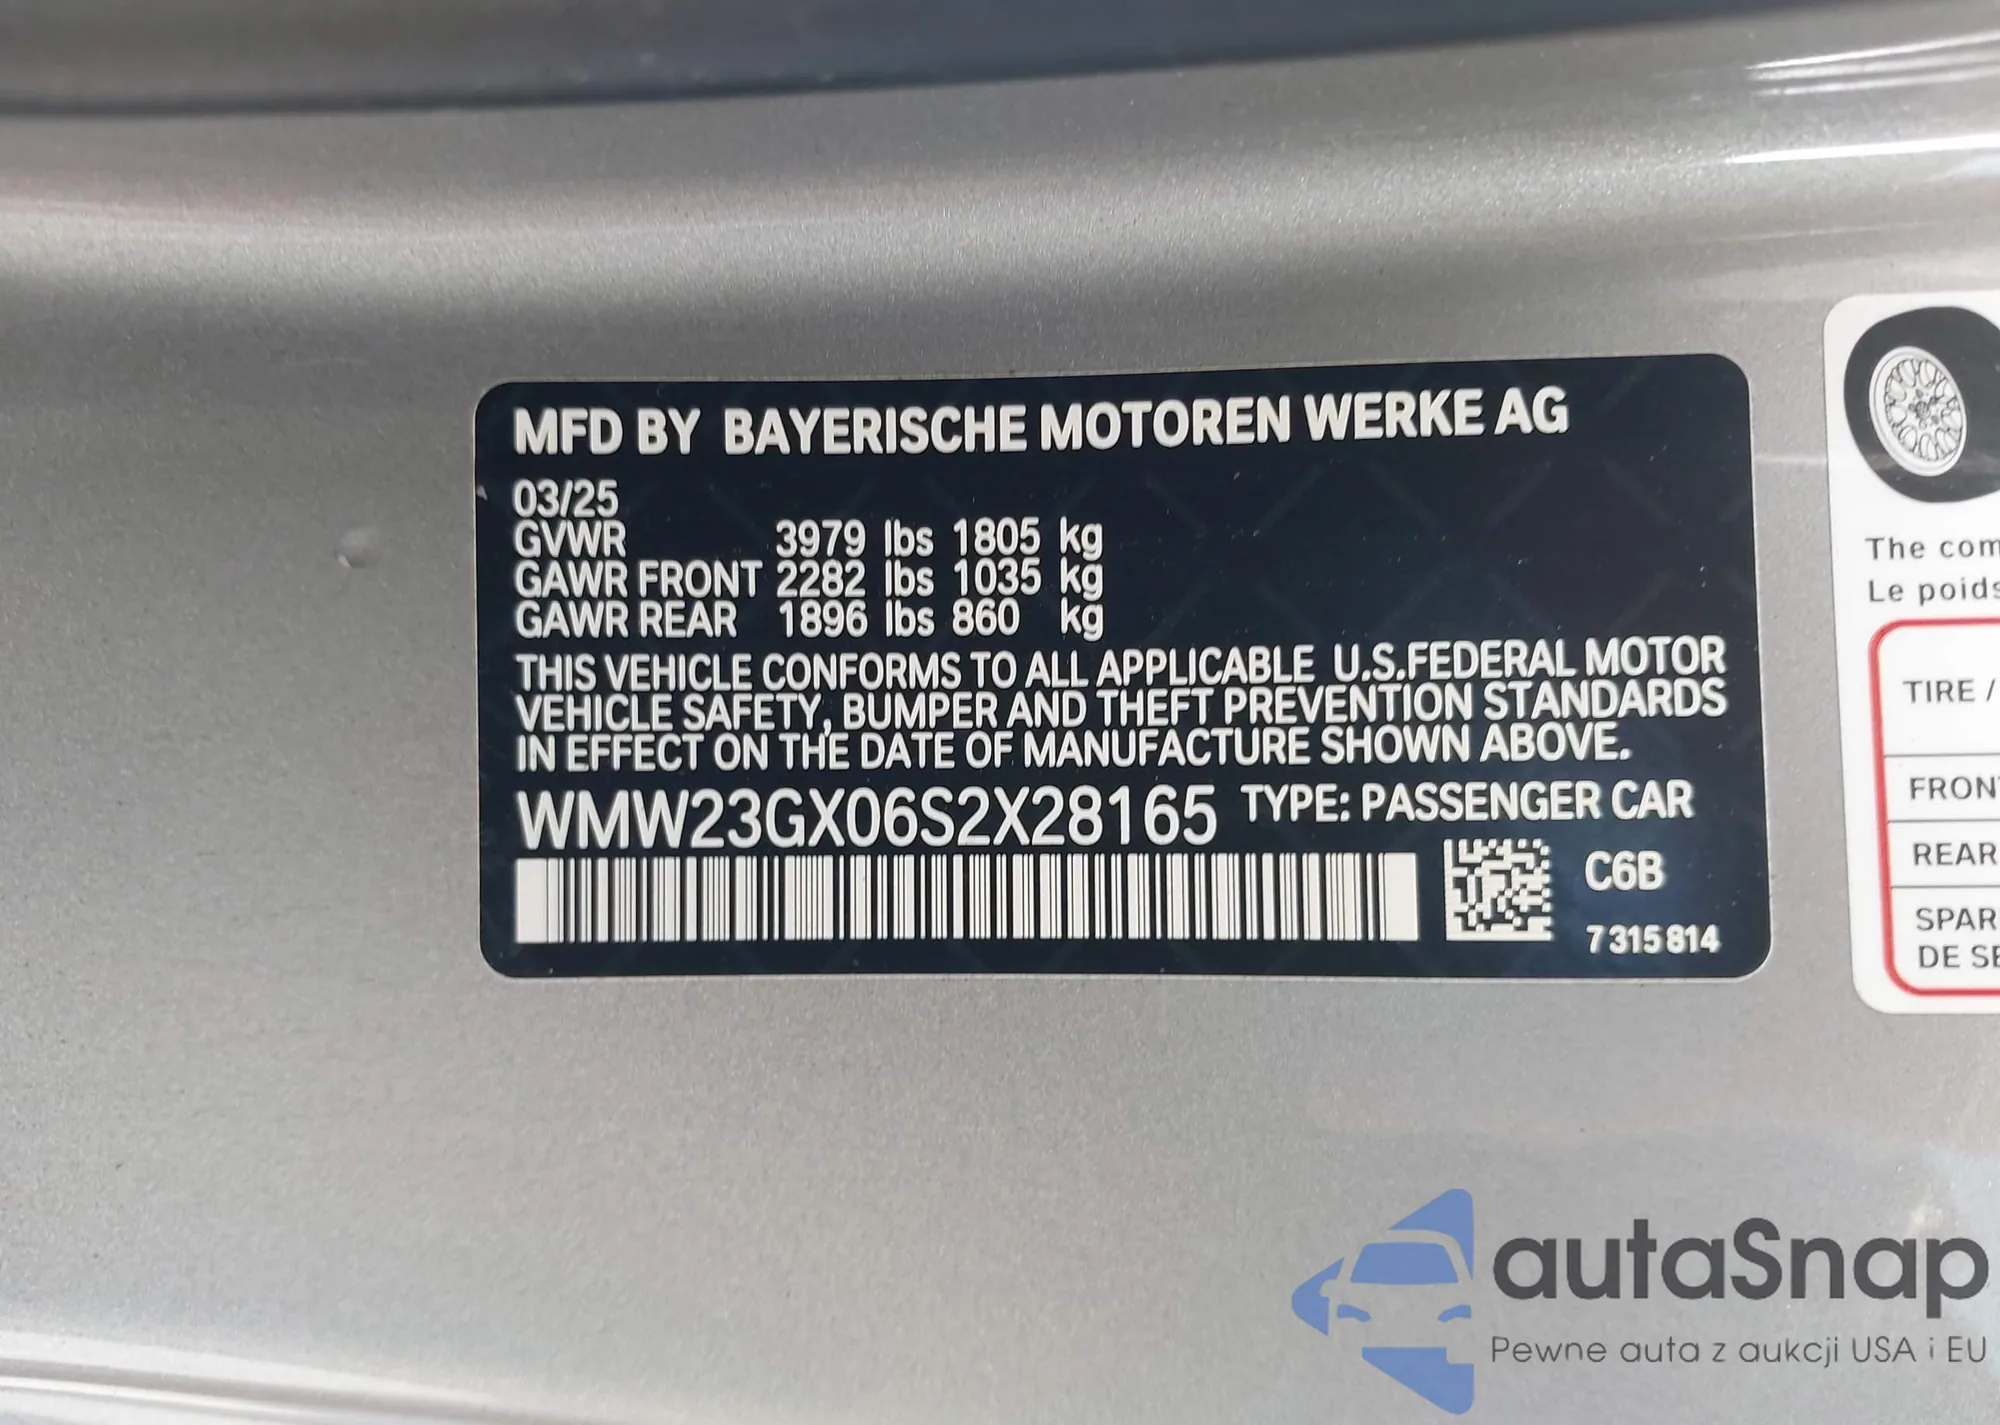 MFD BY BAYERISCHE MOTOREN WERKE AG
03/25
GVWR 3979 lbs 1805 kg
GAWR FRONT 2282 lbs 1035 kg
GAWR REAR 1896 lbs 860 kg
THIS VEHICLE CONFORMS TO ALL APPLICABLE U.S.FEDERAL MOTOR
VEHICLE SAFETY, BUMPER AND THEFT PREVENTION STANDARDS
IN EFFECT ON THE DATE OF MANUFACTURE SHOWN ABOVE.
WMW23GX06S2X28165 TYPE: PASSENGER CAR
C6B
7315814
The com
Le poids
TIRE /
FRONT
REAR
SPAR
DE SE
autaSnap
Pewne auta z aukcji USA i EU